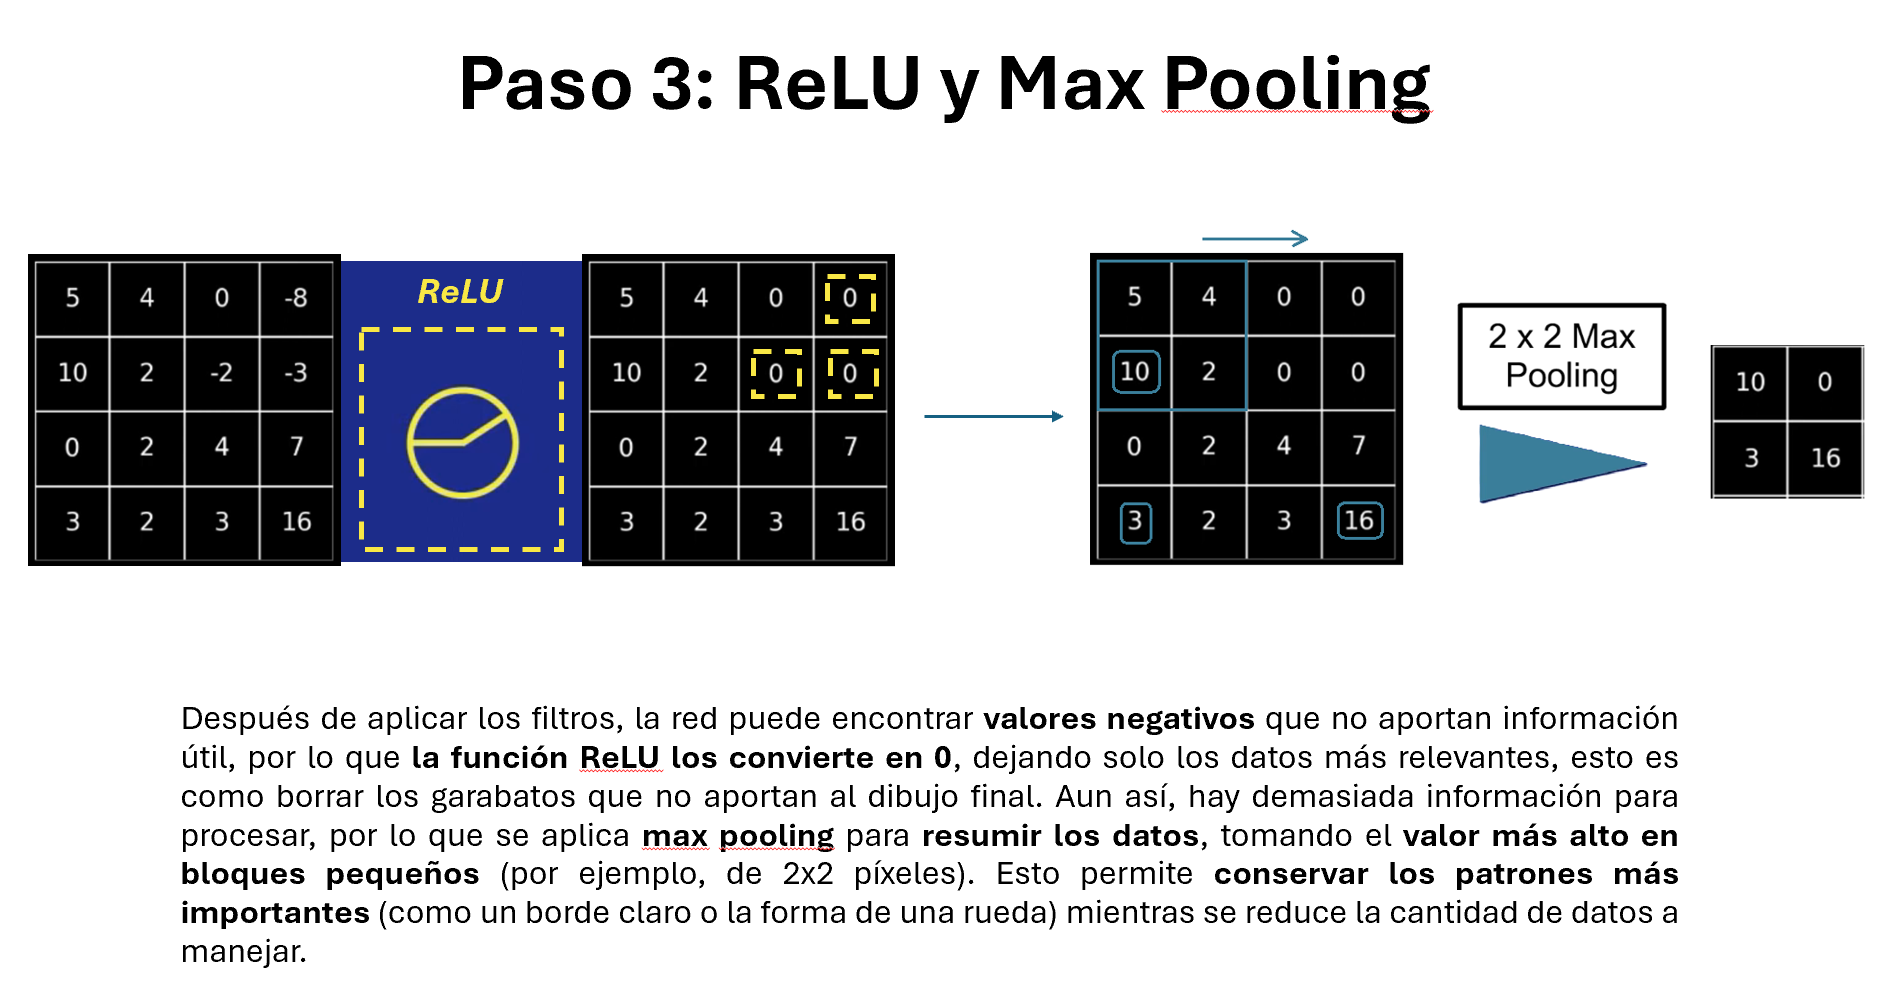 Paso 3: ReLU y Max Pooling
5 4 0 -8
10 2 -2 -3
0 2 4 7
3 2 3 16
ReLU
5 4 0 0
10 2 0 0
0 2 4 7
3 2 3 16
5 4 0 0
10 2 0 0
0 2 4 7
3 2 3 16
2 x 2 Max
Pooling
10 0
3 16
Después de aplicar los filtros, la red puede encontrar valores negativos que no aportan información
útil, por lo que la función ReLU los convierte en 0, dejando solo los datos más relevantes, esto es
como borrar los garabatos que no aportan al dibujo final. Aun así, hay demasiada información para
procesar, por lo que se aplica max pooling para resumir los datos, tomando el valor más alto en
bloques pequeños (por ejemplo, de 2x2 píxeles). Esto permite conservar los patrones más
importantes (como un borde claro o la forma de una rueda) mientras se reduce la cantidad de datos a
manejar.